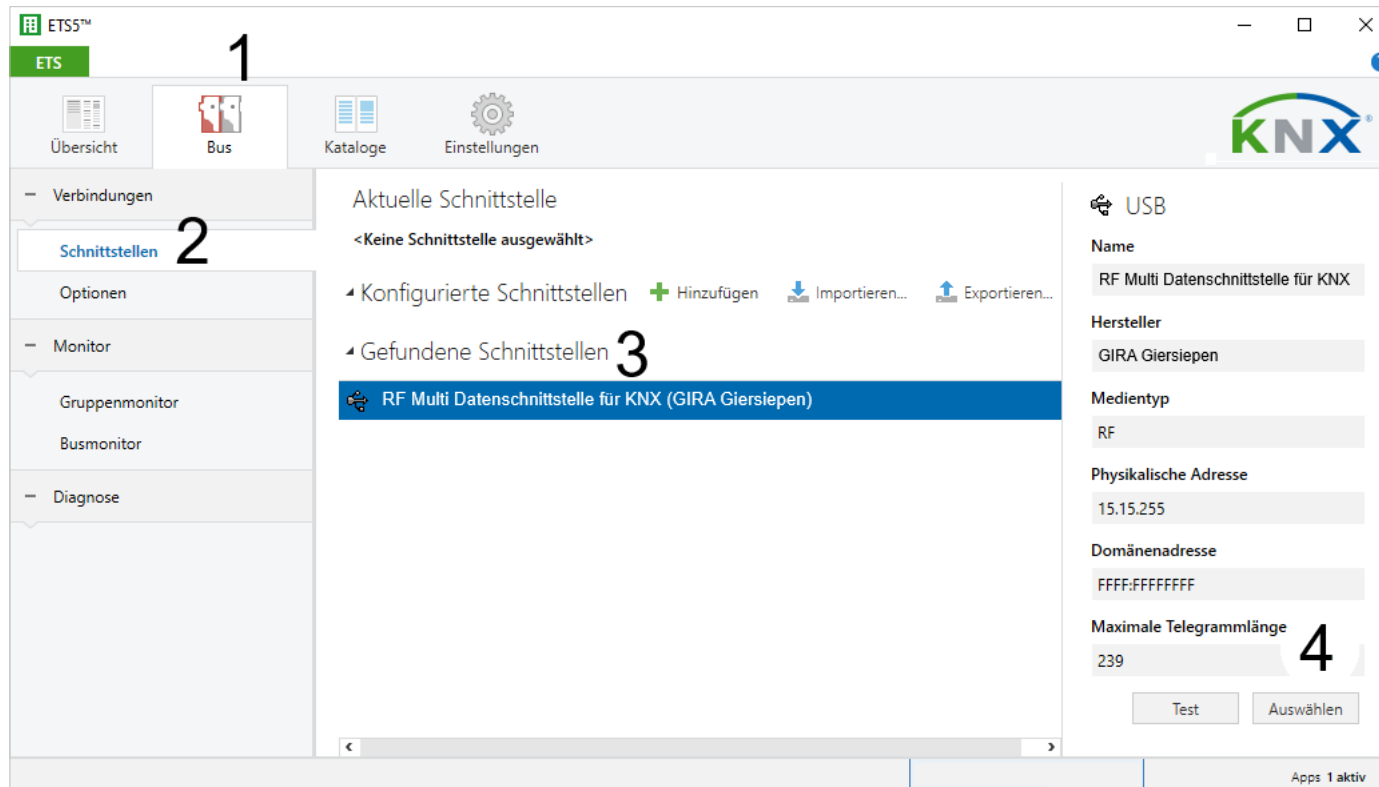 ETS5™
1
ETS
Übersicht
Bus
Kataloge
Einstellungen
KNX®
Verbindungen
Schnittstellen 2
Optionen
Monitor
Gruppenmonitor
Busmonitor
Diagnose
Aktuelle Schnittstelle
<Keine Schnittstelle ausgewählt>
Konfigurierte Schnittstellen Hinzufügen Importieren... Exportieren...
Gefundene Schnittstellen 3
RF Multi Datenschnittstelle für KNX (GIRA Giersiepen)
USB
Name
RF Multi Datenschnittstelle für KNX
Hersteller
GIRA Giersiepen
Medientyp
RF
Physikalische Adresse
15.15.255
Domänenadresse
FFFF:FFFFFFFF
Maximale Telegrammlänge
239
4
Test Auswählen
Apps 1 aktiv